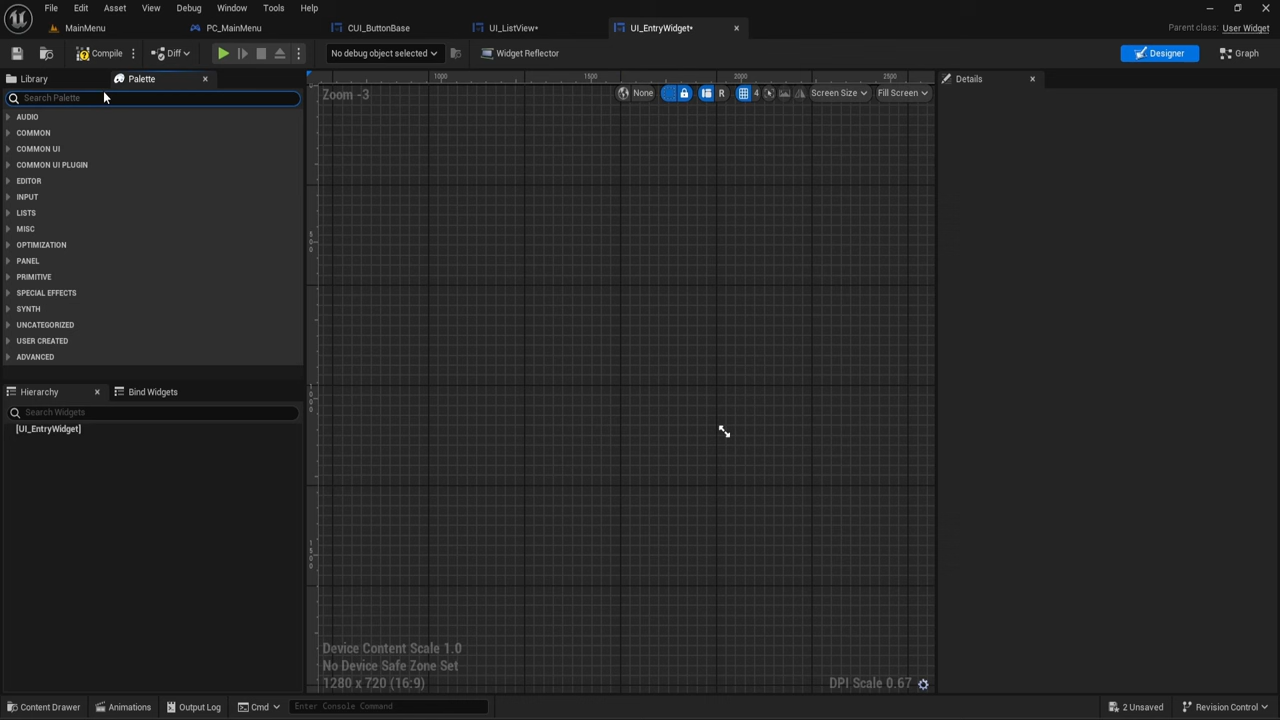 File Edit Asset View Debug Window Tools Help
MainMenu PC_MainMenu CUI_ButtonBase UI_ListView• UI_EntryWidget•
Parent class: User Widget
Compile Diff No debug object selected Widget Reflector Designer Graph
Library Palette Details
Search Palette
Zoom -3 None R 4 Screen Size Fill Screen
1000 1500 2000 2500
AUDIO
COMMON
COMMON UI
COMMON UI PLUGIN
EDITOR
INPUT
LISTS
MISC
OPTIMIZATION
PANEL
PRIMITIVE
SPECIAL EFFECTS
SYNTH
UNCATEGORIZED
USER CREATED
ADVANCED
0
500
1000
1500
Hierarchy Bind Widgets
Search Widgets
[UI_EntryWidget]
Device Content Scale 1.0
No Device Safe Zone Set
1280 x 720 (16:9)
DPI Scale 0.67
Content Drawer Animations Output Log Cmd Enter Console Command 2 Unsaved Revision Control